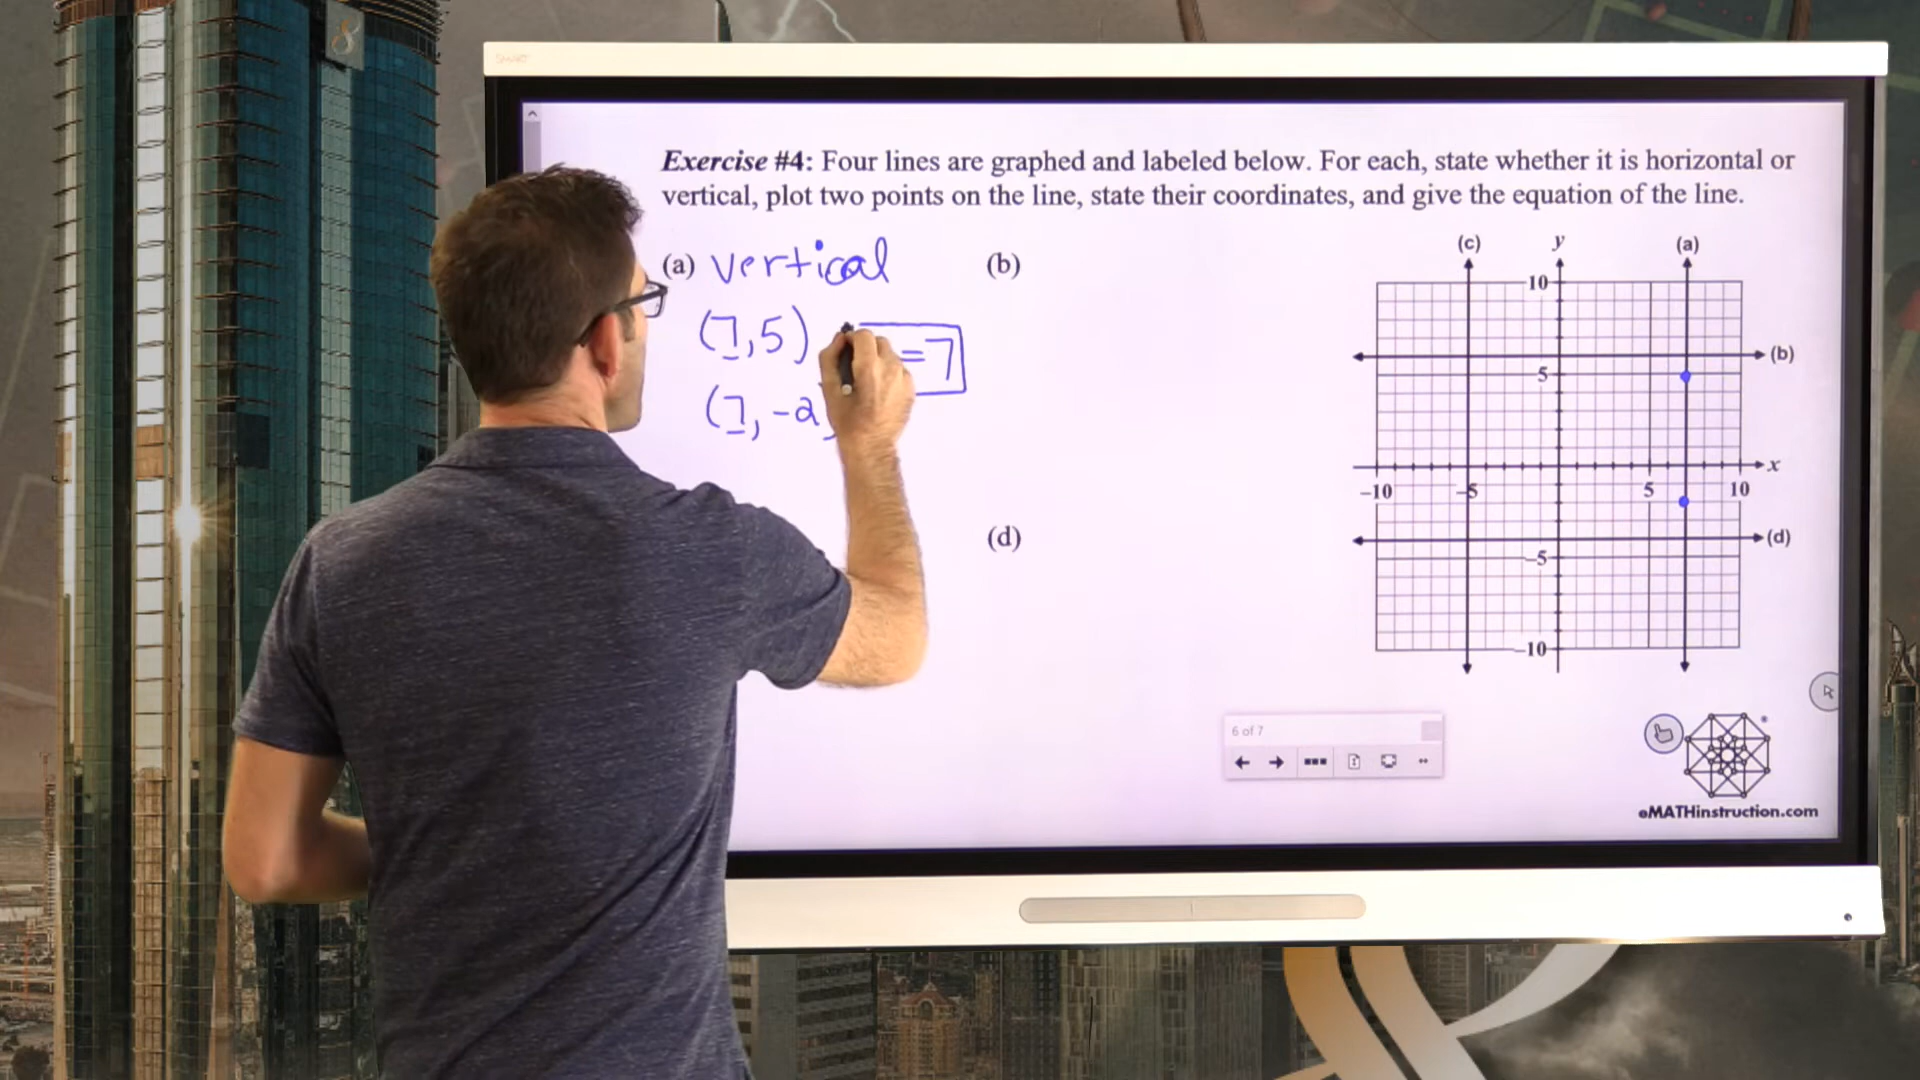 SMART
Exercise #4: Four lines are graphed and labeled below. For each, state whether it is horizontal or
vertical, plot two points on the line, state their coordinates, and give the equation of the line.
(a) vertical
(7,5)
=7
(7,-2)
(b)
(d)
(c) y (a)
10
(b)
5
x
-10 -5 5 10
(d)
-5
-10
6 of 7
eMATHinstruction.com